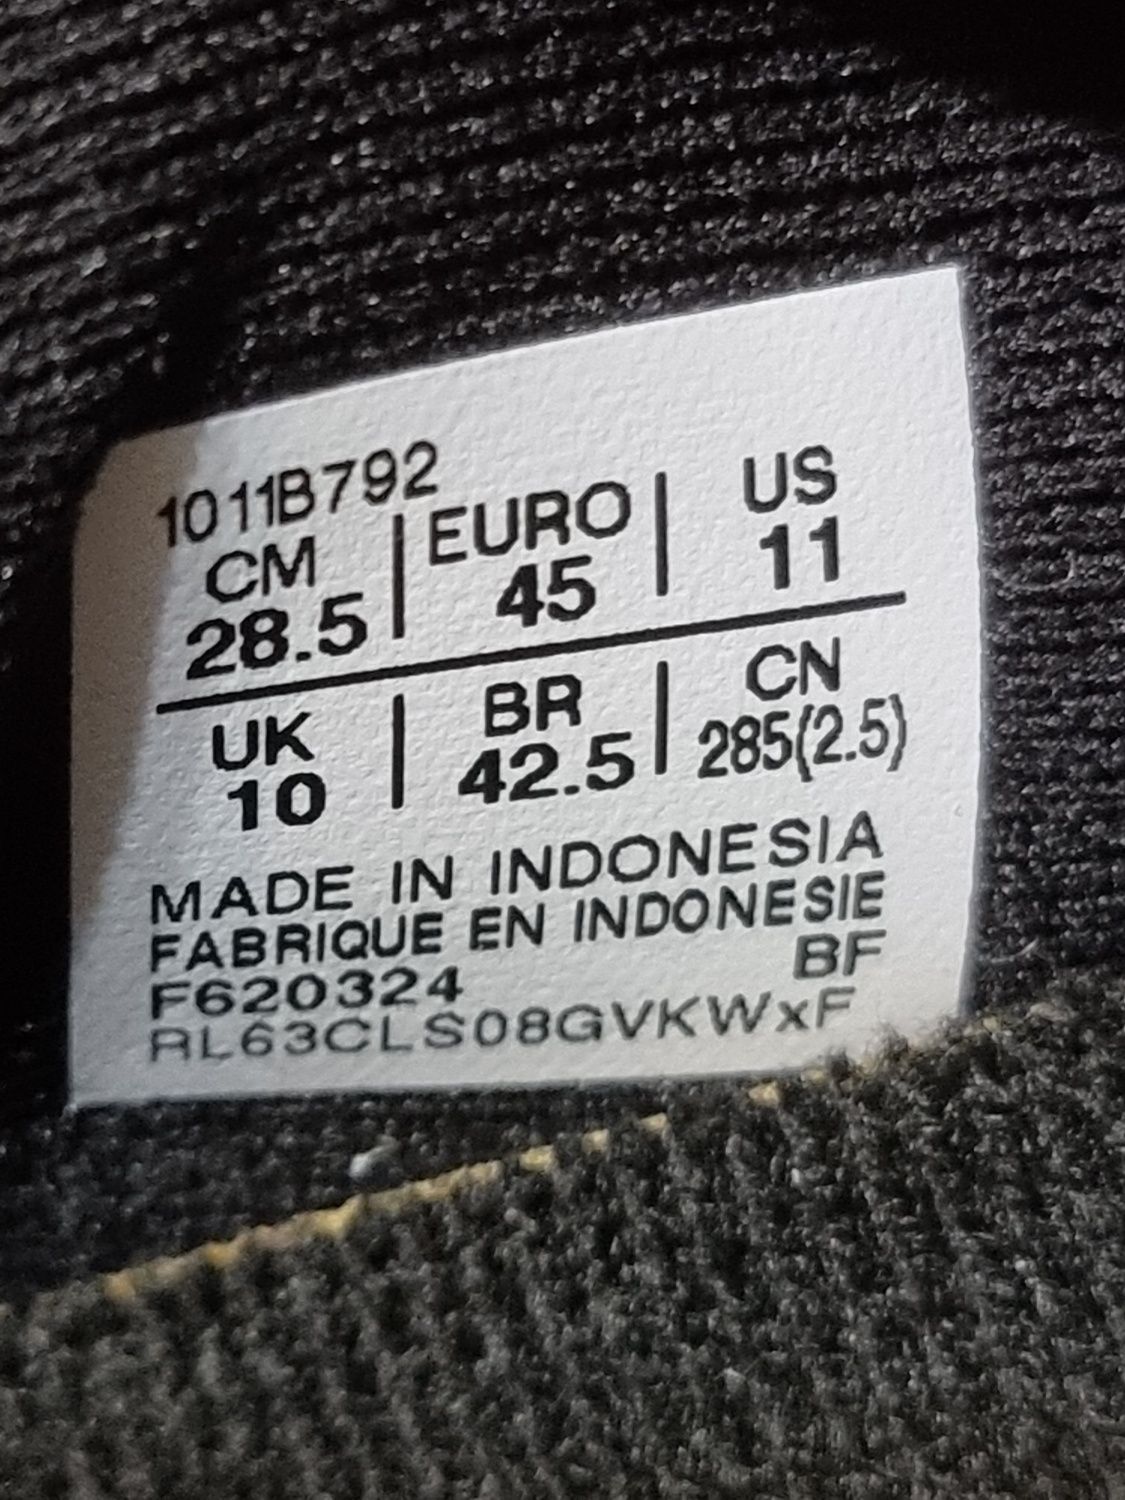 1011B792
CM | EURO | US
28.5 | 45 | 11
UK | BR | CN
10 | 42.5 | 285(2.5)
MADE IN INDONESIA
FABRIQUE EN INDONESIE
F620324 BF
RL63CLS08GVKWxF